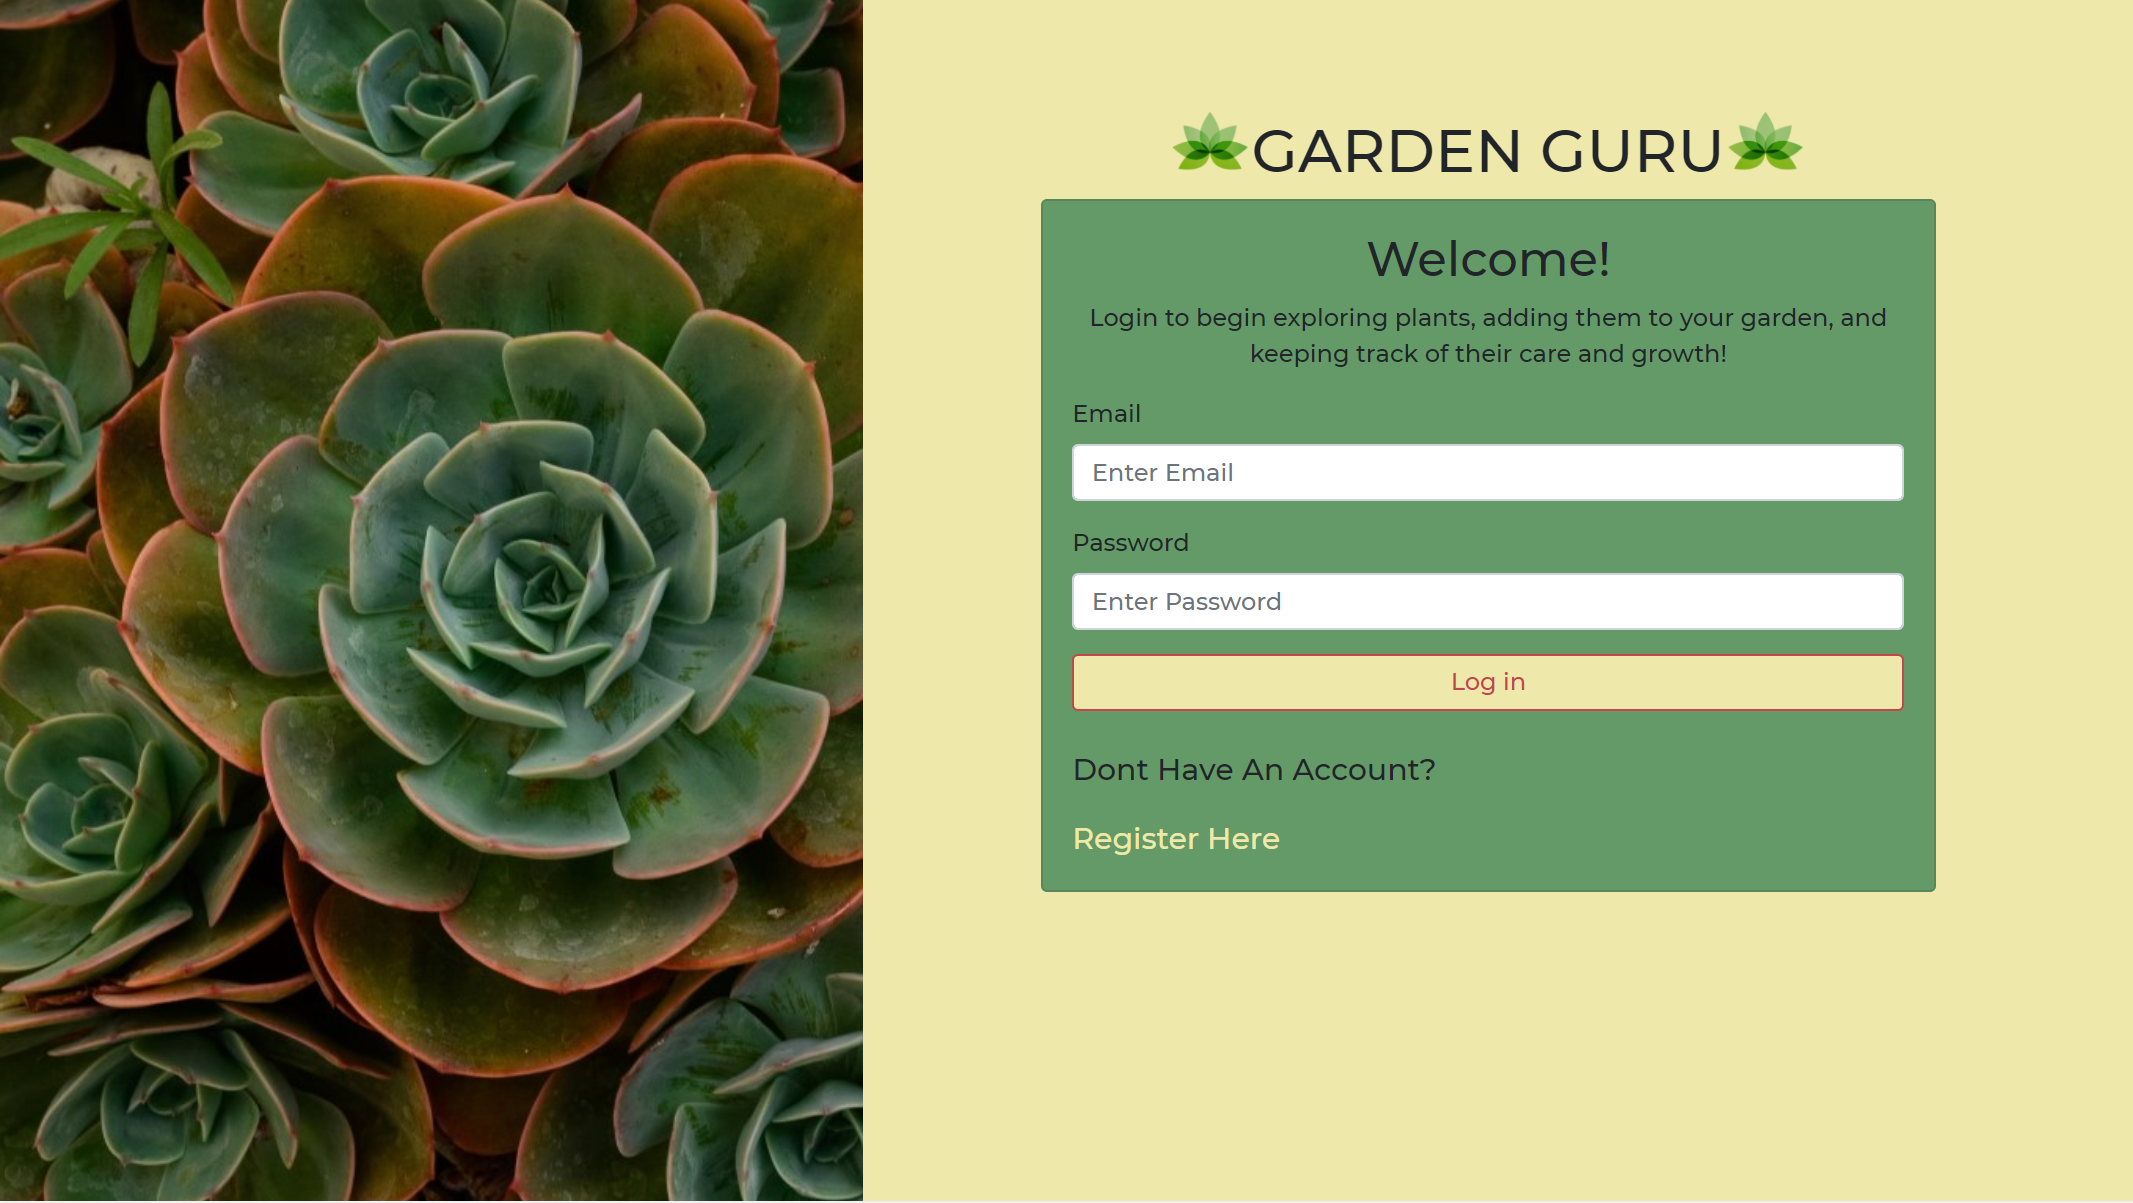 GARDEN GURU
Welcome!
Login to begin exploring plants, adding them to your garden, and
keeping track of their care and growth!
Email
Enter Email
Password
Enter Password
Log in
Dont Have An Account?
Register Here